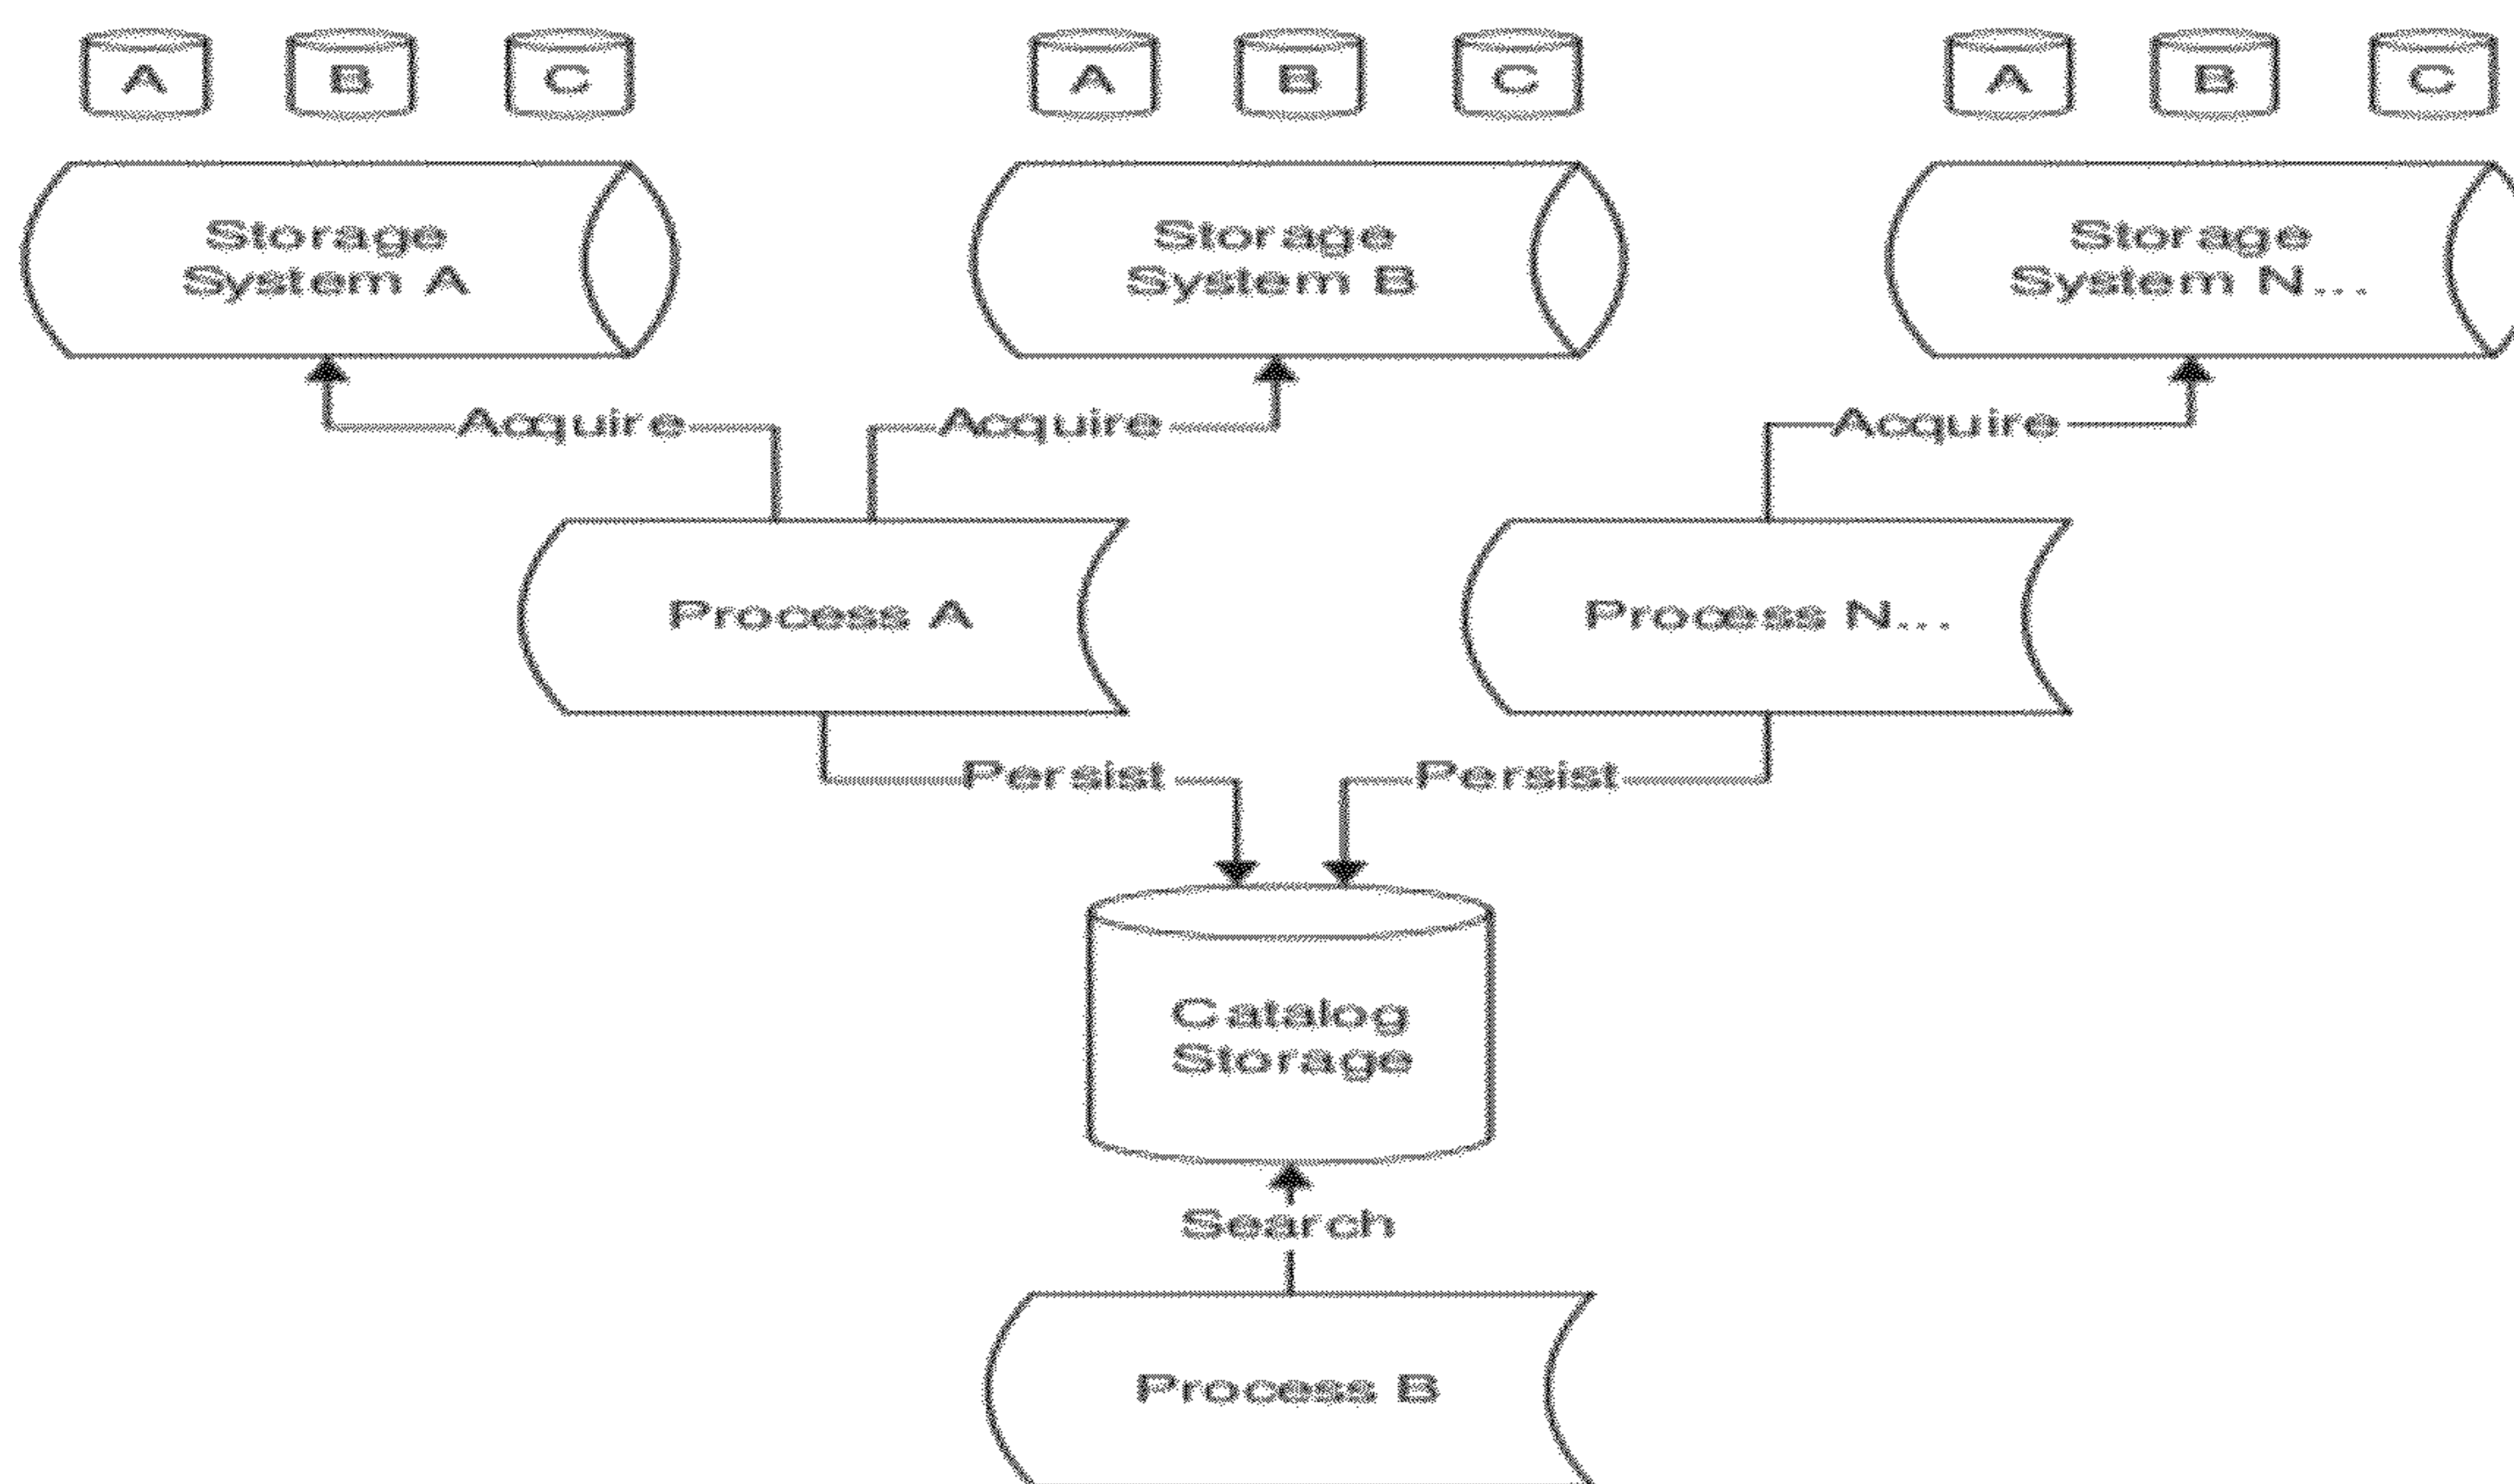 A B C A B C A B C
Storage
System A
Storage
System B
Storage
System N...
Acquire Acquire Acquire
Process A Process N...
Persist Persist
Catalog
Storage
Search
Process B